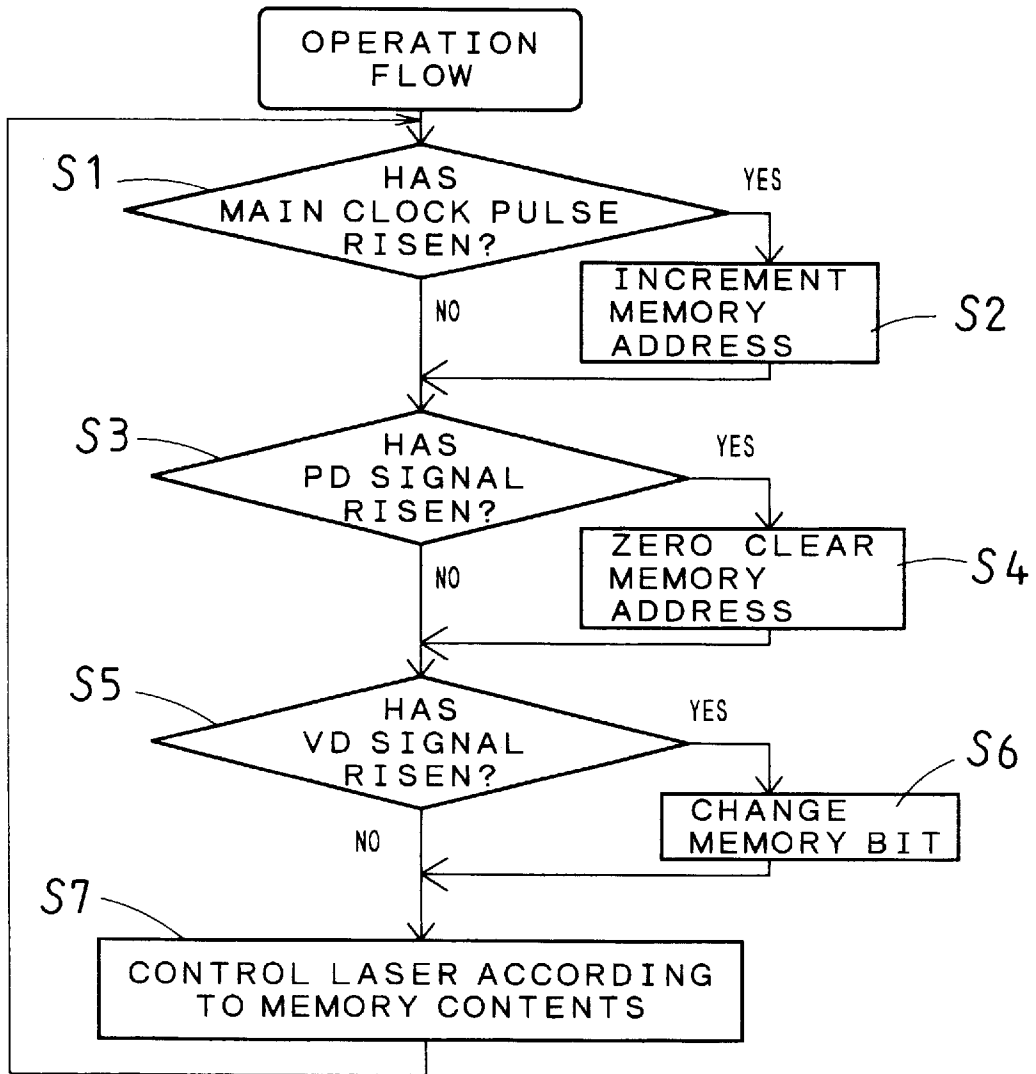 OPERATION
FLOW
S1
HAS
MAIN CLOCK PULSE
RISEN?
YES
NO
INCREMENT
MEMORY
ADDRESS
S2
S3
HAS
PD SIGNAL
RISEN?
YES
NO
ZERO CLEAR
MEMORY
ADDRESS
S4
S5
HAS
VD SIGNAL
RISEN?
YES
NO
CHANGE
MEMORY BIT
S6
S7
CONTROL LASER ACCORDING
TO MEMORY CONTENTS